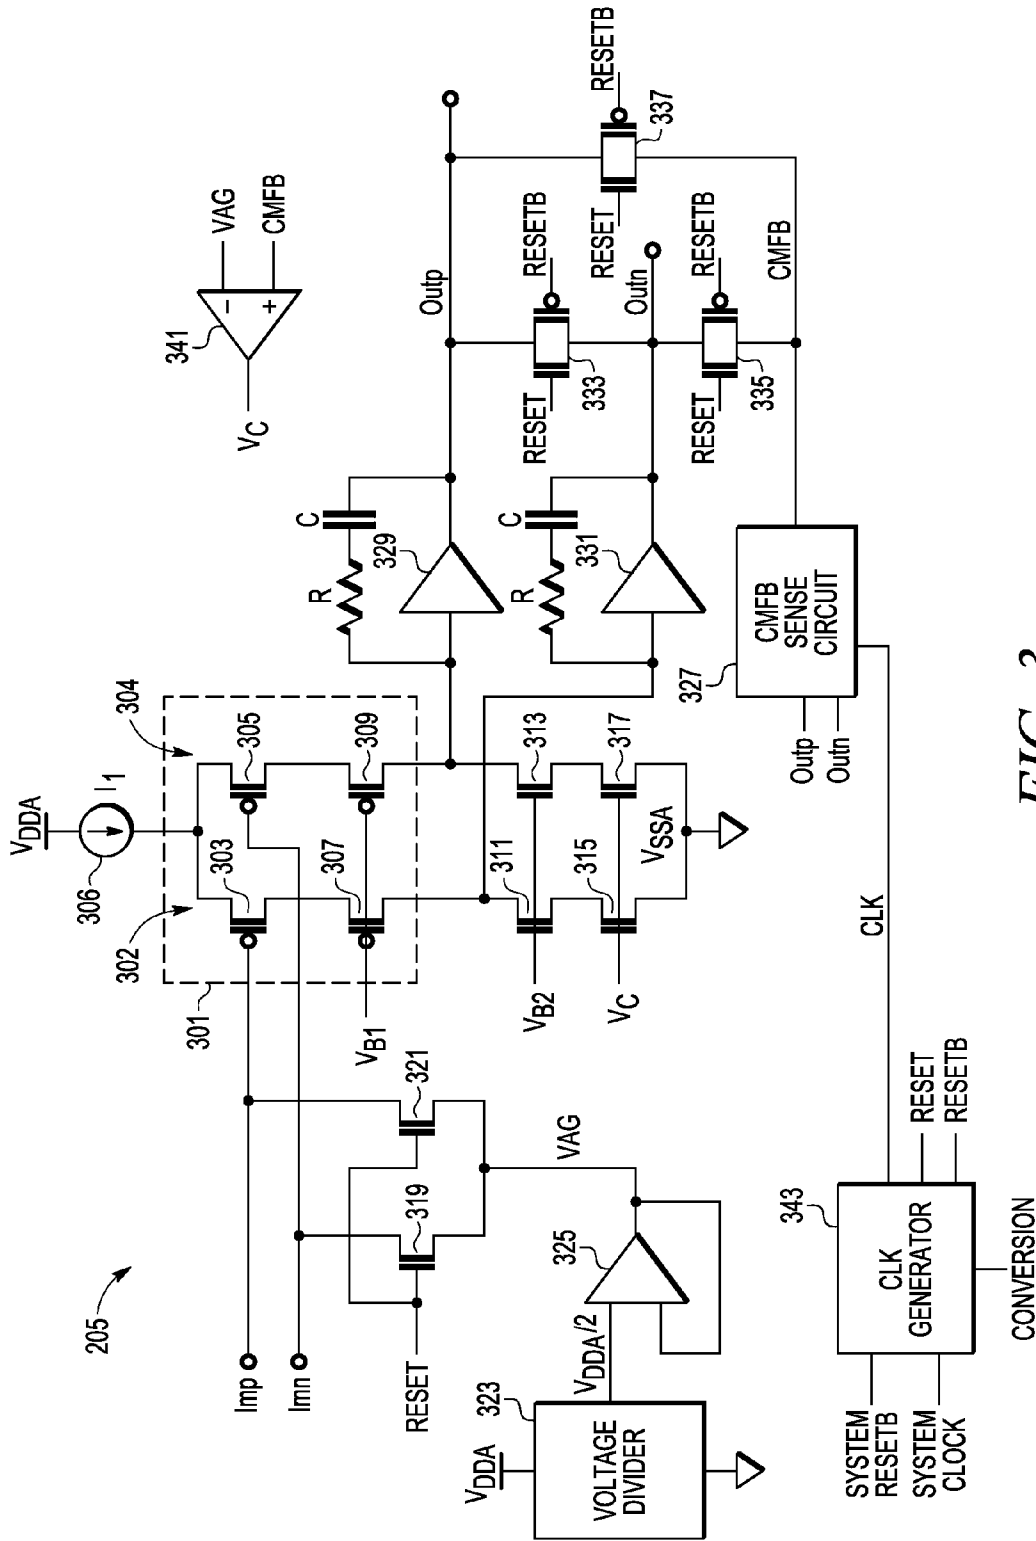 205
Imp
Imn
RESET
319
321
VAG
VDDA
323
VOLTAGE
DIVIDER
VDDA/2
325
VDDA
306
I1
302
304
301
303
305
307
309
VB1
311
313
VB2
315
317
VC
VSSA
R
C
329
R
C
331
341
VAG
CMFB
VC
Outp
Outn
RESET
RESETB
333
RESET
RESETB
335
RESET
RESETB
337
CMFB
327
CMFB
SENSE
CIRCUIT
Outp
Outn
CLK
343
CLK
GENERATOR
SYSTEM
RESETB
SYSTEM
CLOCK
RESET
RESETB
CONVERSION
FIG.